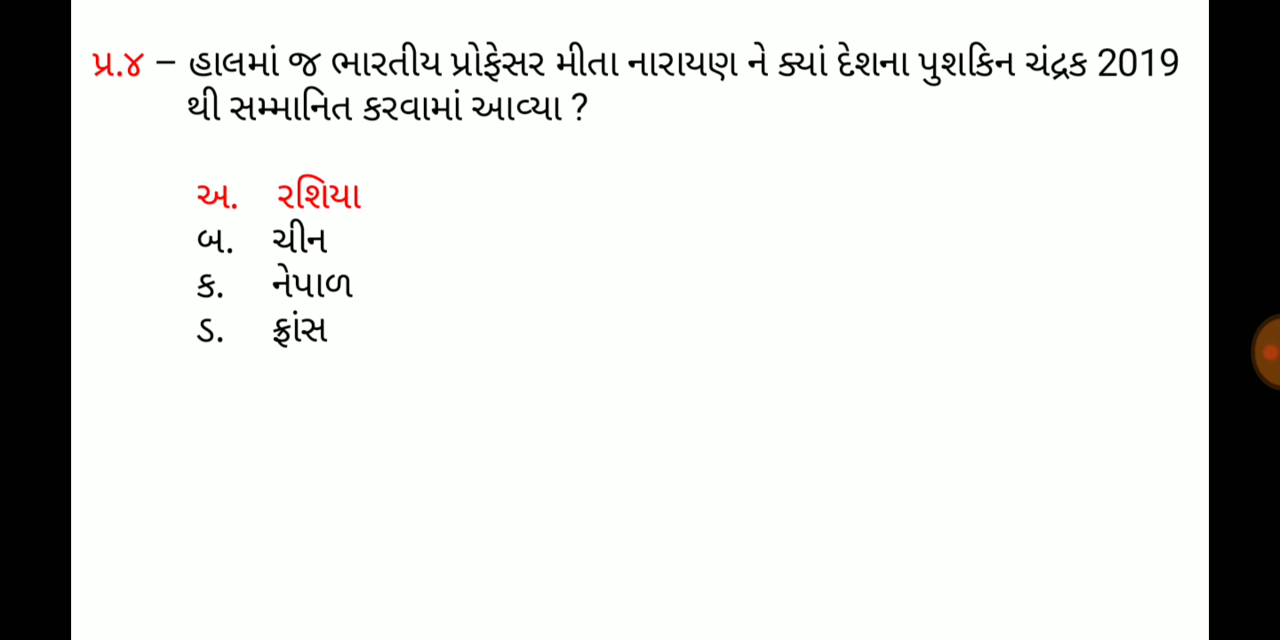 પ્ર.૪ – હાલમાં જ ભારતીય પ્રોફેસર મીતા નારાયણ ને ક્યાં દેશના પુશકિન ચંદ્રક 2019
થી સમ્માનિત કરવામાં આવ્યા ?
અ. રશિયા
બ. ચીન
ક. નેપાળ
ડ. ફ્રાંસ